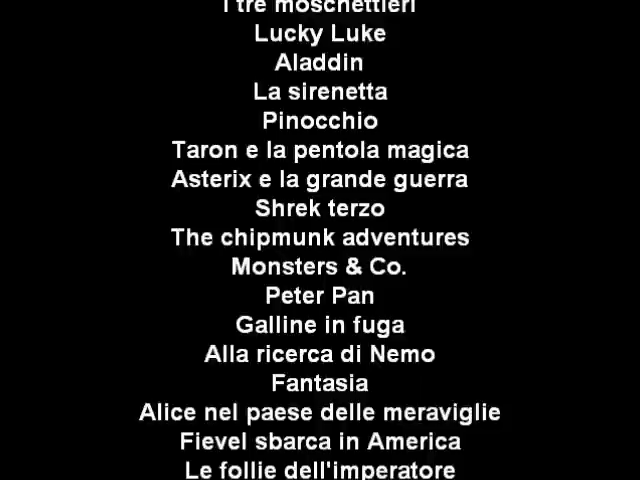 I tre moschettieri
Lucky Luke
Aladdin
La sirenetta
Pinocchio
Taron e la pentola magica
Asterix e la grande guerra
Shrek terzo
The chipmunk adventures
Monsters & Co.
Peter Pan
Galline in fuga
Alla ricerca di Nemo
Fantasia
Alice nel paese delle meraviglie
Fievel sbarca in America
Le follie dell'imperatore